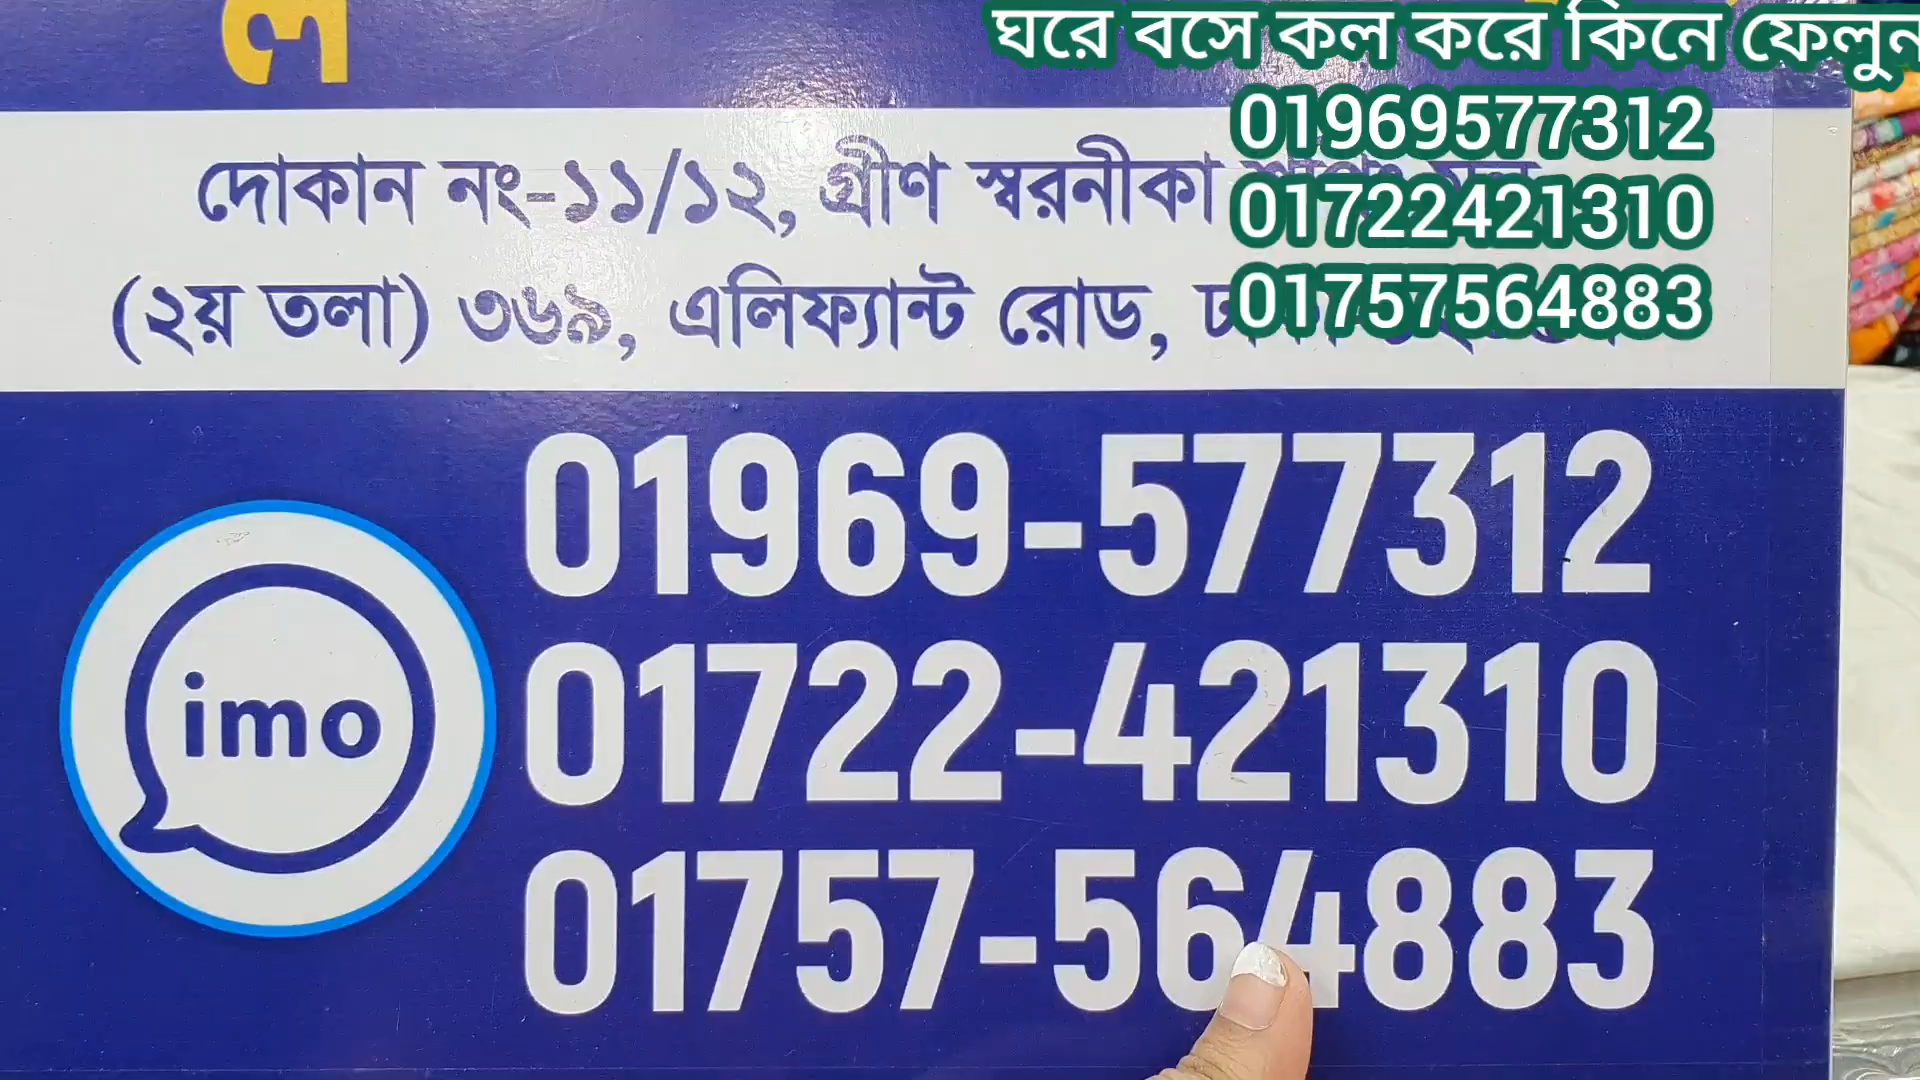 ঘরে বসে কল করে কিনে ফেলুন
01969577312
01722421310
01757564883
দোকান নং-১১/১২, গ্রীণ স্বরনীকা
(২য় তলা) ৩৬৯, এলিফ্যান্ট রোড,
imo
01969-577312
01722-421310
01757-564883